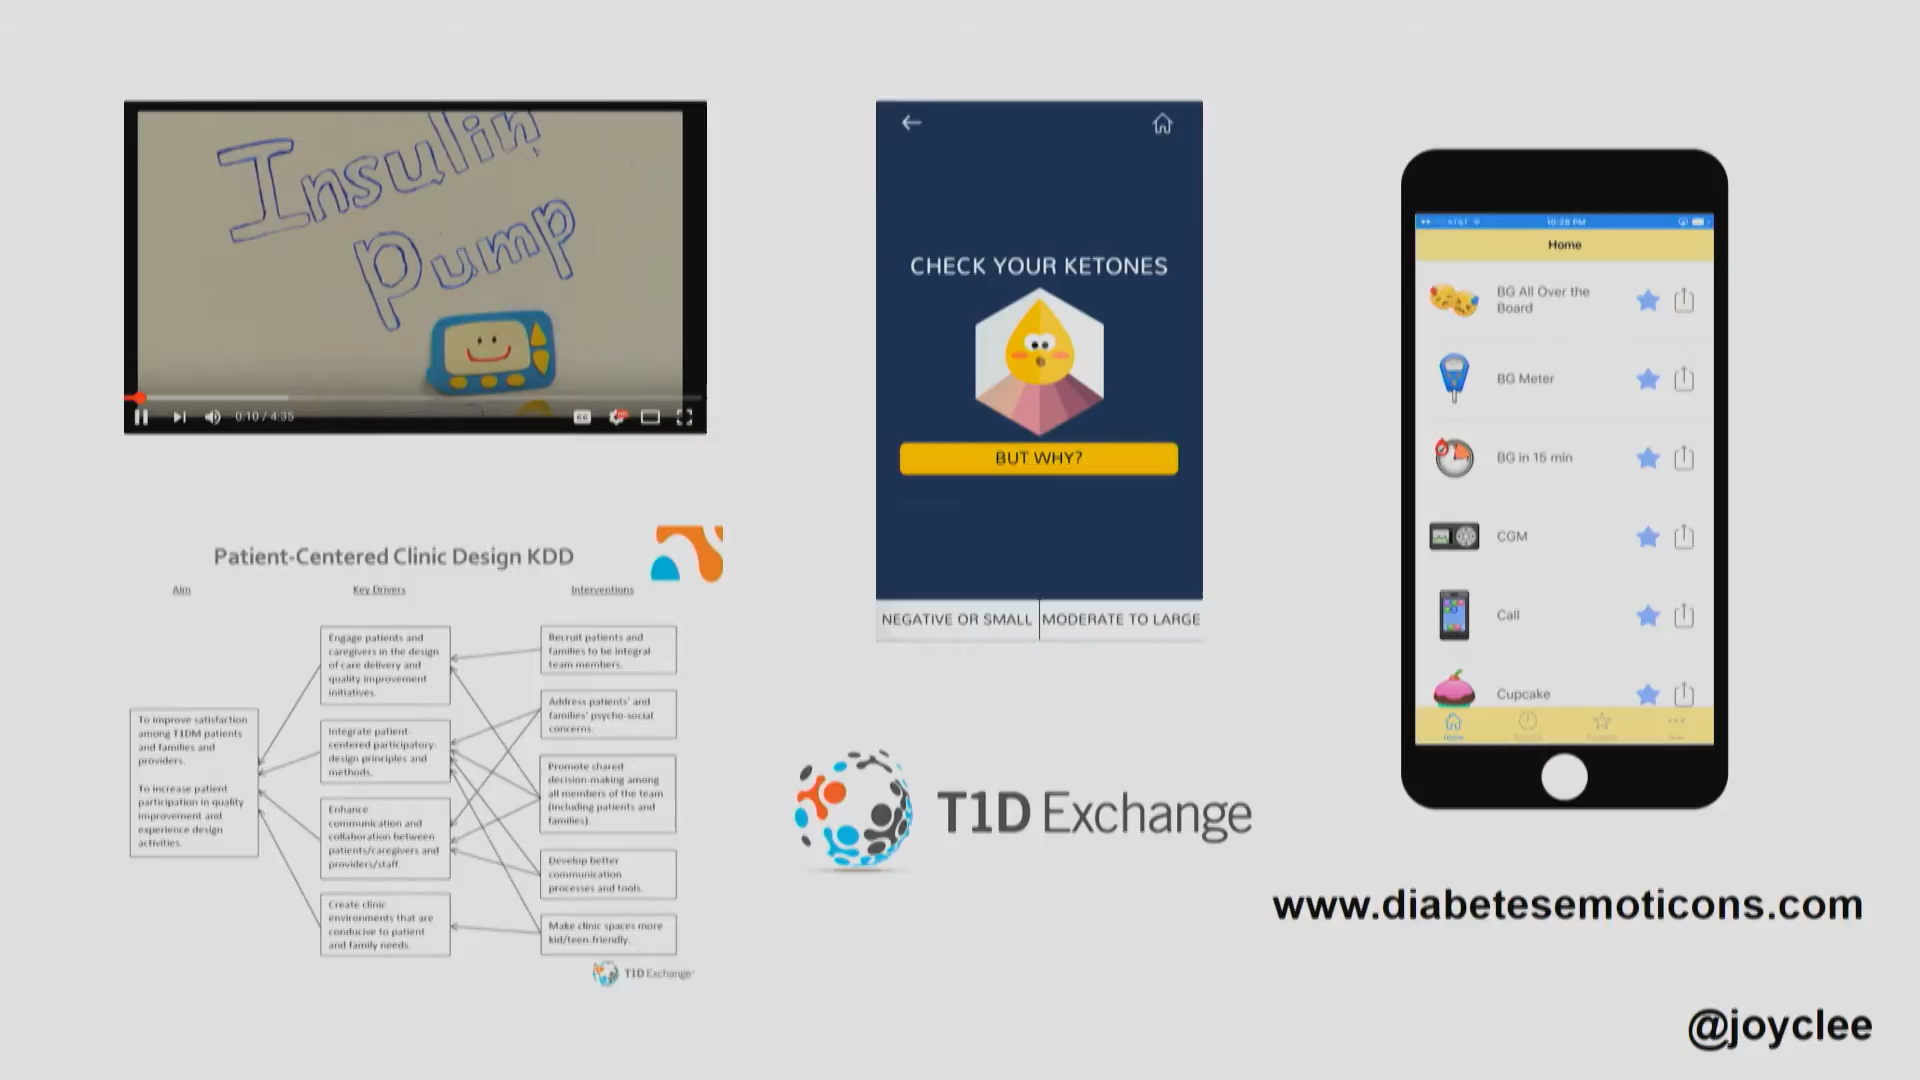 Insulin
Pump
0:10 / 4:35
CC
CHECK YOUR KETONES
BUT WHY?
NEGATIVE OR SMALL
MODERATE TO LARGE
AT&T
10:28 PM
Home
BG All Over the
Board
BG Meter
BG in 15 min
CGM
Call
Cupcake
Home
Patient-Centered Clinic Design KDD
Aim
Key Drivers
Interventions
To improve satisfaction
among T1DM patients
and families and
providers.
To increase patient
participation in quality
improvement and
experience design
activities.
Engage patients and
caregivers in the design
of care delivery and
quality improvement
initiatives.
Integrate patient-
centered participatory
design principles and
methods.
Enhance
communication and
collaboration between
patients/caregivers and
providers/staff.
Create clinic
environments that are
conducive to patient
and family needs.
Recruit patients and
families to be integral
team members.
Address patients' and
families' psycho-social
concerns.
Promote shared
decision-making among
all members of the team
(including patients and
families).
Develop better
communication
processes and tools.
Make clinic spaces more
kid/teen friendly.
T1D Exchange
T1D Exchange
www.diabetesemoticons.com
@joyclee